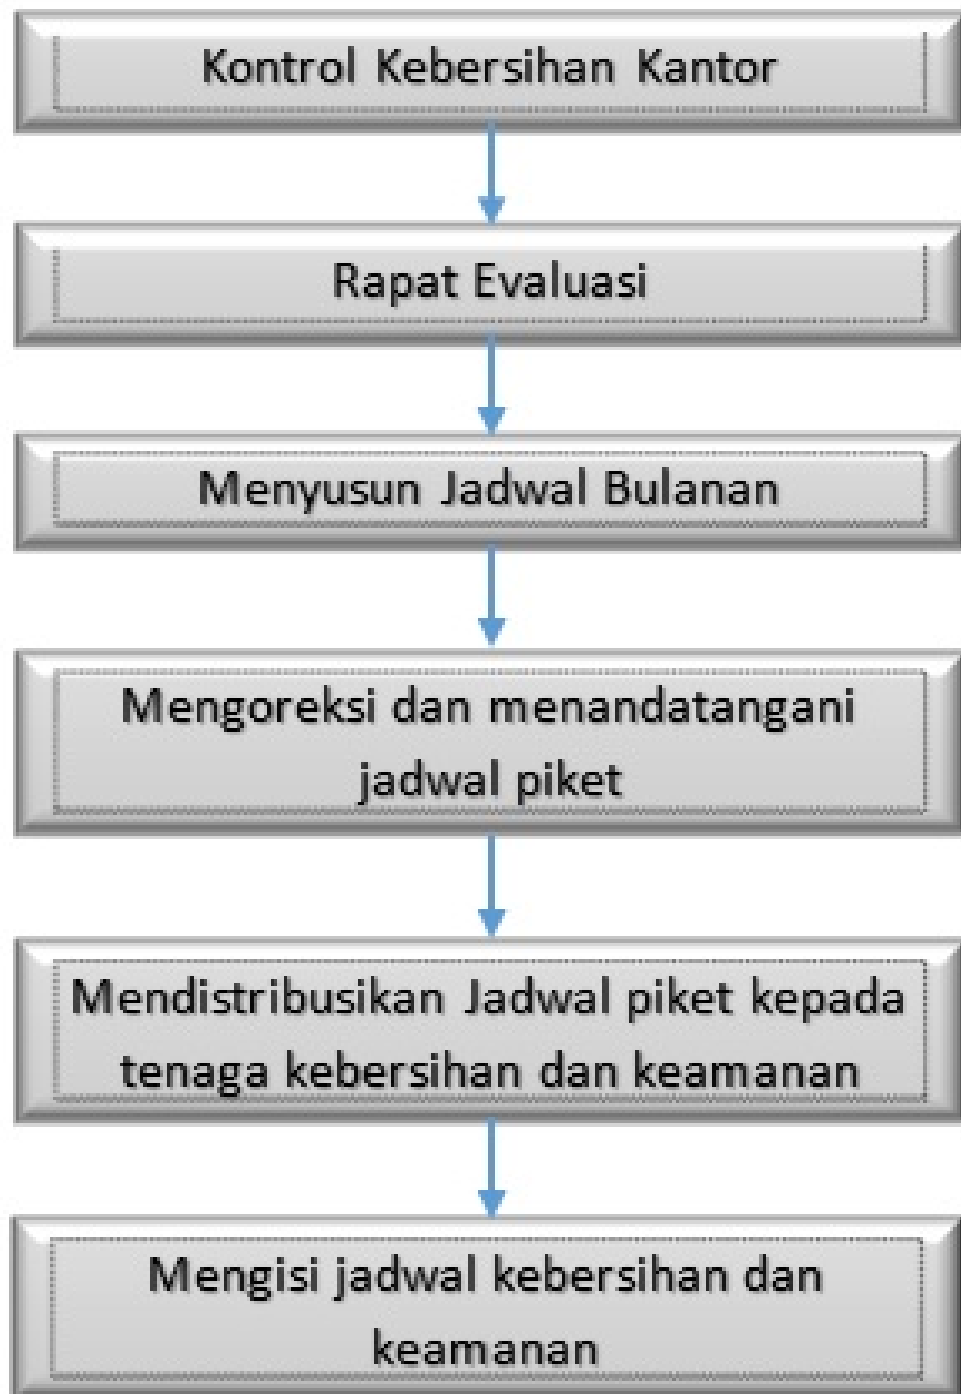 Kontrol Kebersihan Kantor
Rapat Evaluasi
Menyusun Jadwal Bulanan
Mengoreksi dan menandatangani
jadwal piket
Mendistribusikan Jadwal piket kepada
tenaga kebersihan dan keamanan
Mengisi jadwal kebersihan dan
keamanan